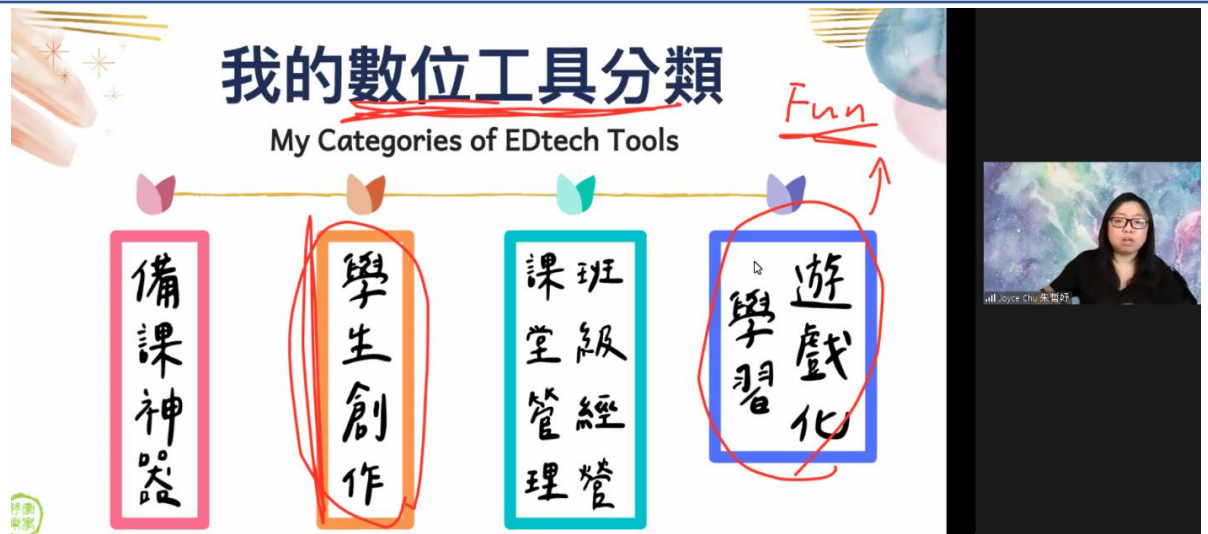 我的數位工具分類
My Categories of EDtech Tools
Fun
備課神器
學生創作
班級經營
課堂管理
遊戲化
學習
Joyce Chu 朱哲妤